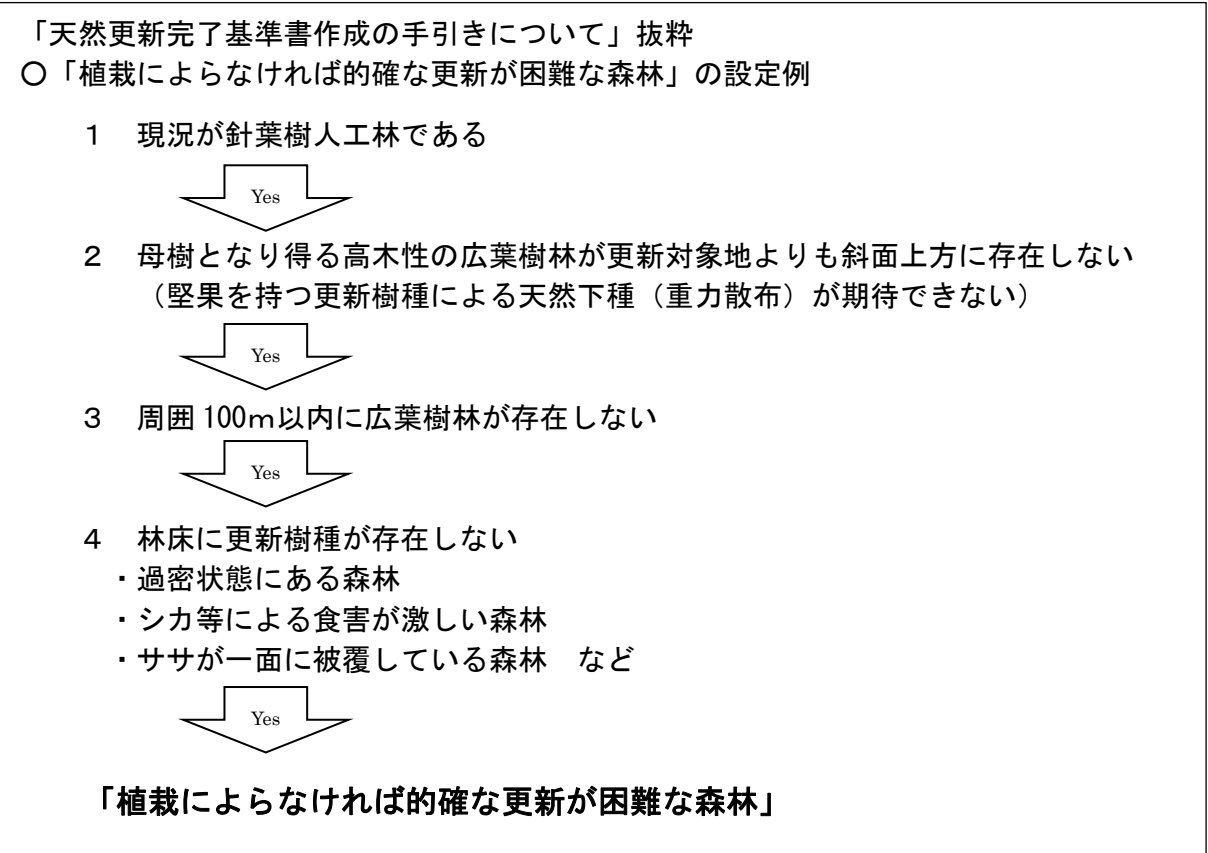 「天然更新完了基準書作成の手引きについて」抜粋
○「植栽によらなければ的確な更新が困難な森林」の設定例
１　現況が針葉樹人工林である
Yes
２　母樹となり得る高木性の広葉樹林が更新対象地よりも斜面上方に存在しない
（堅果を持つ更新樹種による天然下種（重力散布）が期待できない）
Yes
３　周囲 100ｍ以内に広葉樹林が存在しない
Yes
４　林床に更新樹種が存在しない
・過密状態にある森林
・シカ等による食害が激しい森林
・ササが一面に被覆している森林　など
Yes
「植栽によらなければ的確な更新が困難な森林」